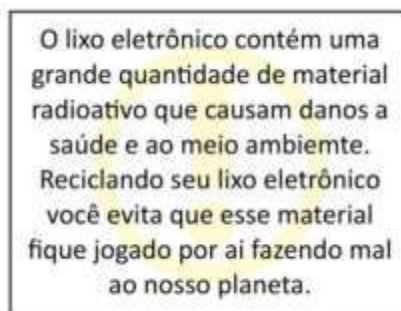 O lixo eletrônico contém uma
grande quantidade de material
radioativo que causam danos a
saúde e ao meio ambiemte.
Reciclando seu lixo eletrônico
você evita que esse material
fique jogado por ai fazendo mal
ao nosso planeta.